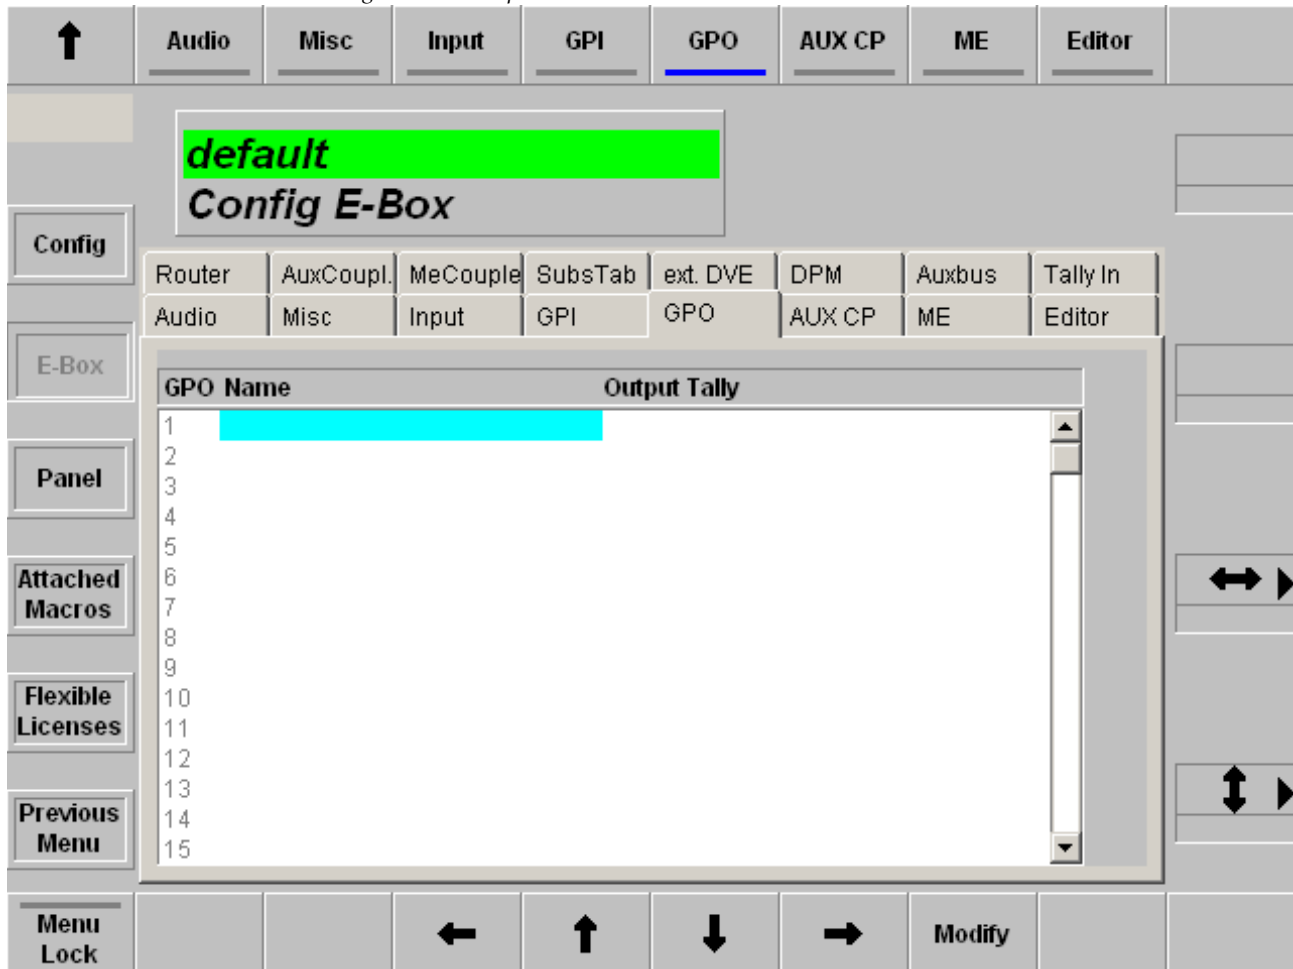 Audio Misc Input GPI GPO AUX CP ME Editor
default
Config E-Box
Config
Router AuxCoupl. MeCouple SubsTab ext. DVE DPM Auxbus Tally In
Audio Misc Input GPI GPO AUX CP ME Editor
E-Box
GPO Name Output Tally
1
2
Panel
3
4
5
Attached
Macros
6
7
8
9
Flexible
Licenses
10
11
12
13
Previous
Menu
14
15
Menu
Lock
Modify